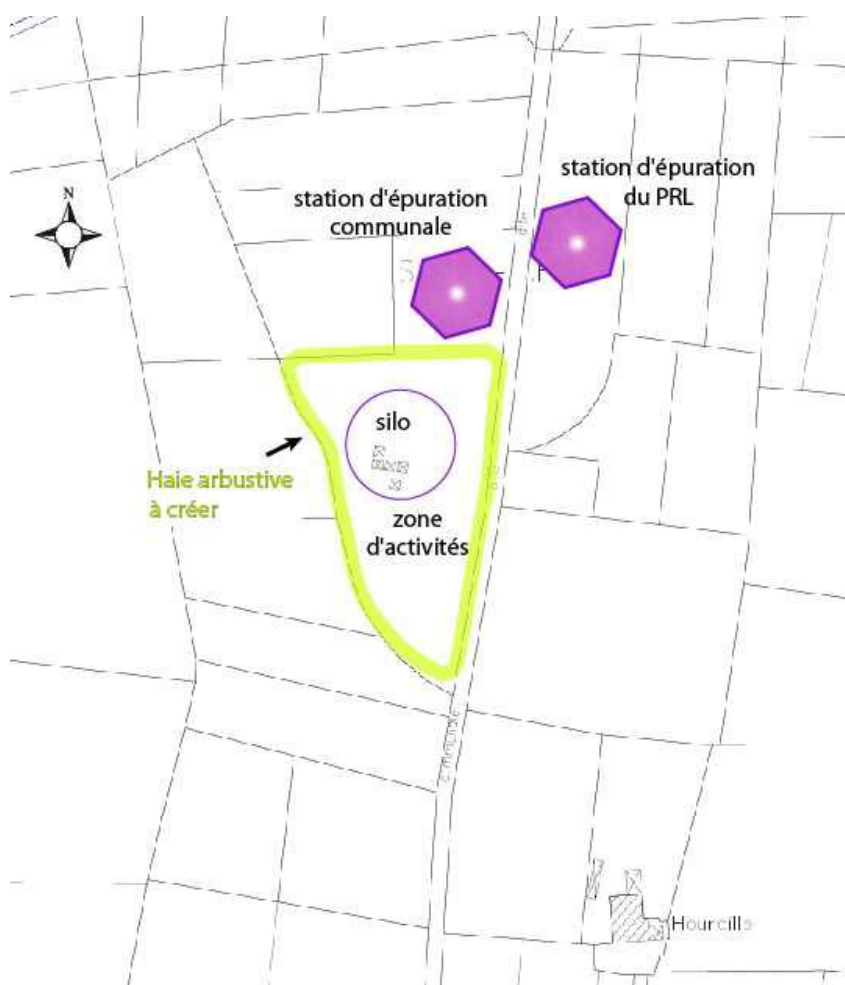 station d'épuration
du PRL
station d'épuration
communale
N
silo
Haie arbustive
à créer
zone
d'activités
Hourcille